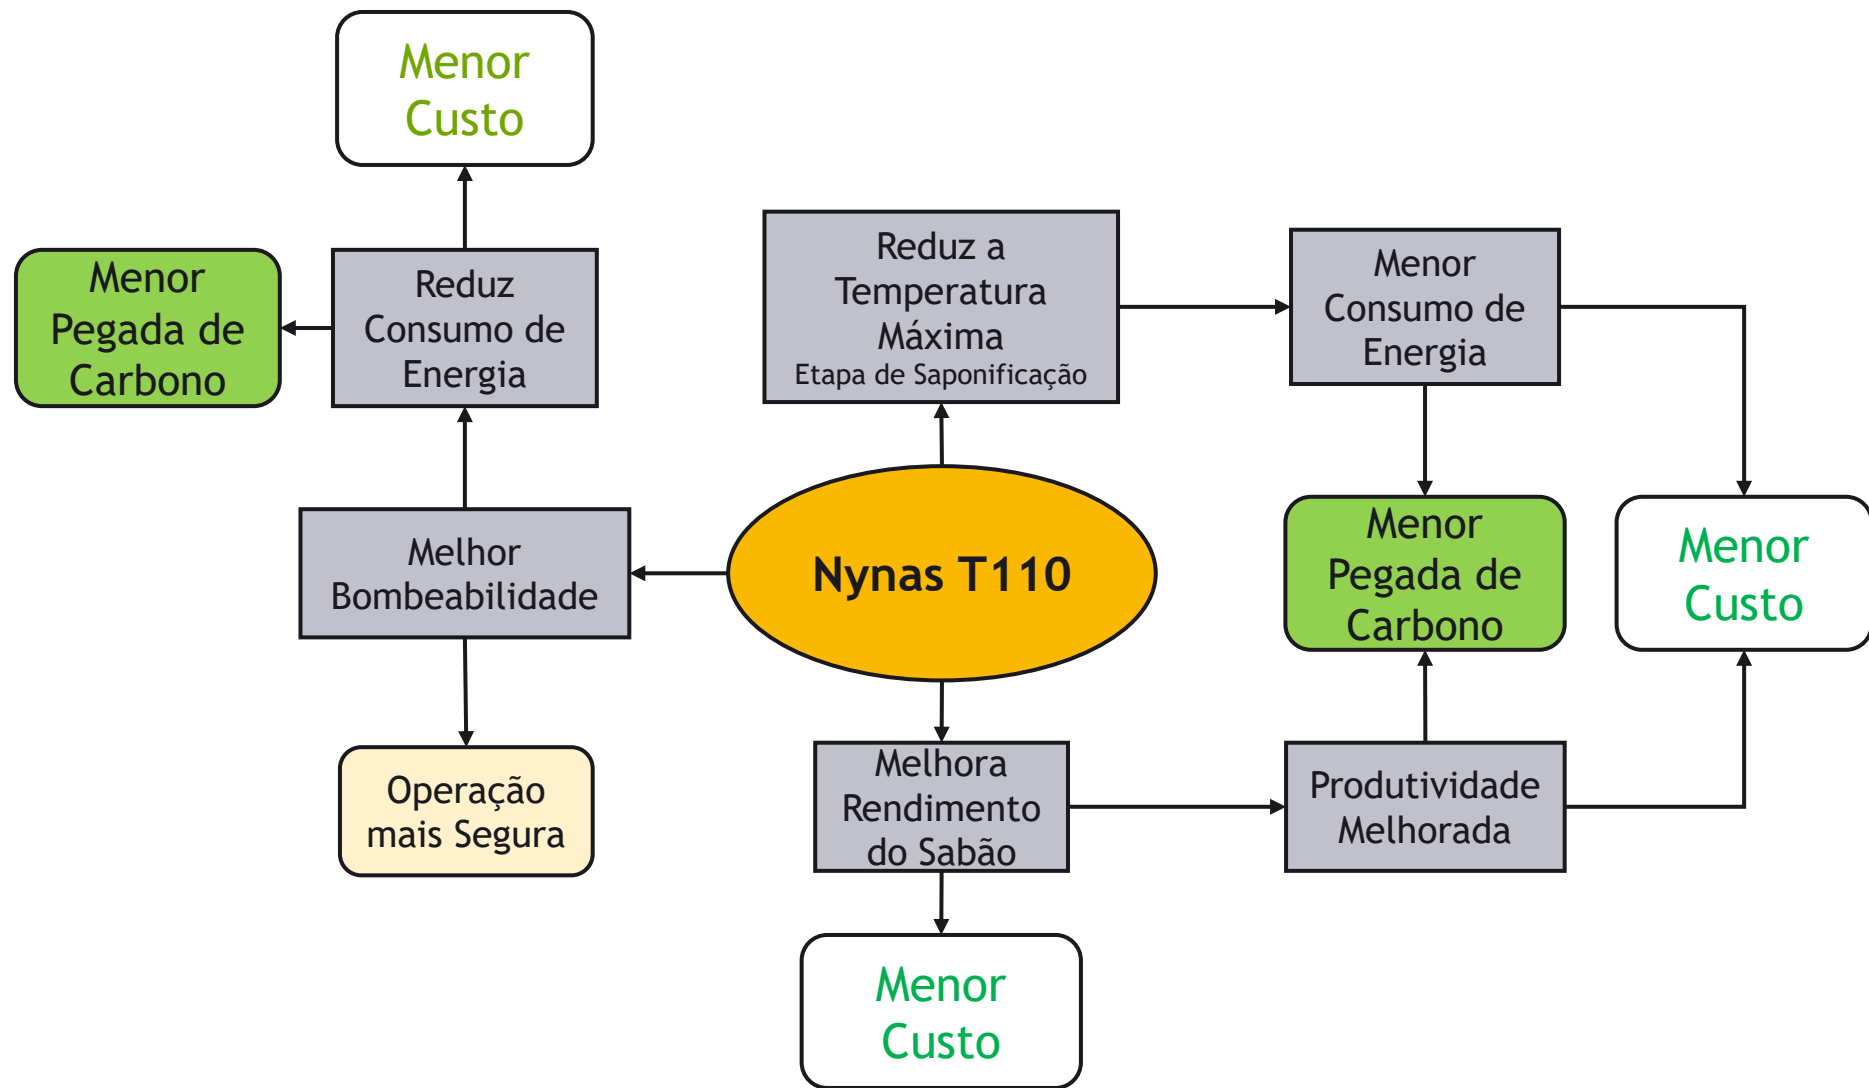 Menor
Custo
Menor
Pegada de
Carbono
Reduz
Consumo de
Energia
Reduz a
Temperatura
Máxima
Etapa de Saponificação
Menor
Consumo de
Energia
Melhor
Bombeabilidade
Nynas T110
Menor
Pegada de
Carbono
Menor
Custo
Operação
mais Segura
Melhora
Rendimento
do Sabão
Produtividade
Melhorada
Menor
Custo